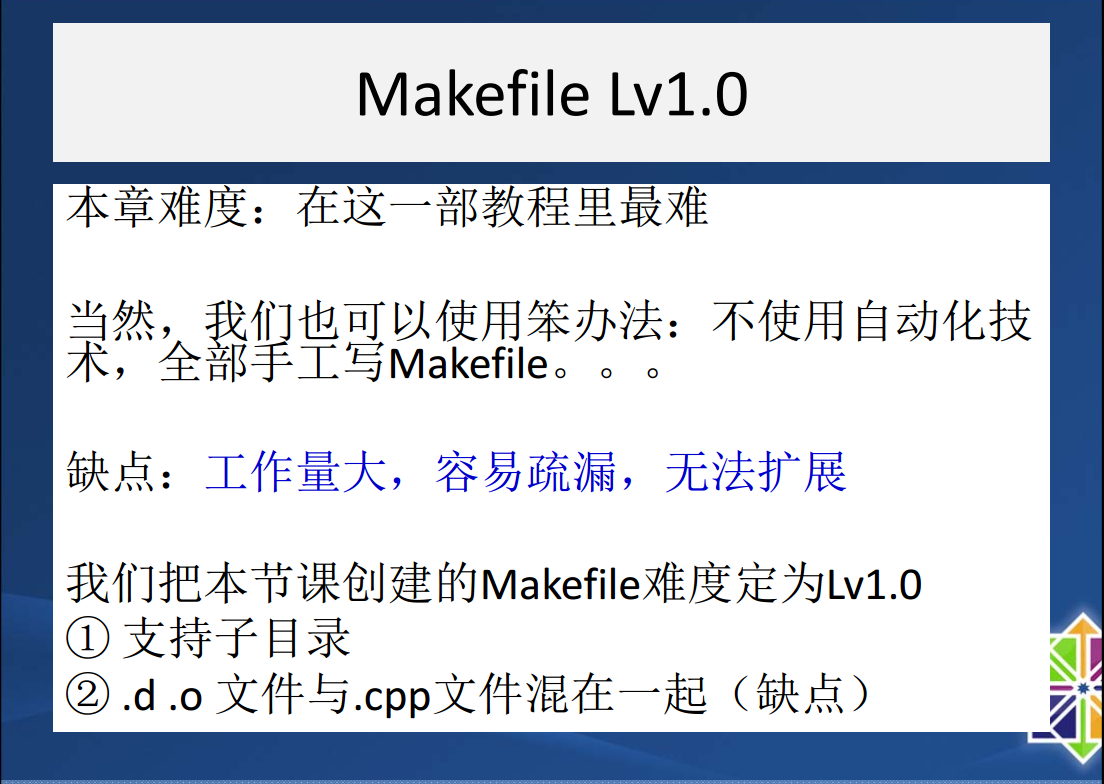 Makefile Lv1.0
本章难度：在这一部教程里最难
当然，我们也可以使用笨办法：不使用自动化技
术，全部手工写Makefile。。。
缺点：工作量大，容易疏漏，无法扩展
我们把本节课创建的Makefile难度定为Lv1.0
① 支持子目录
② .d .o 文件与.cpp文件混在一起（缺点）